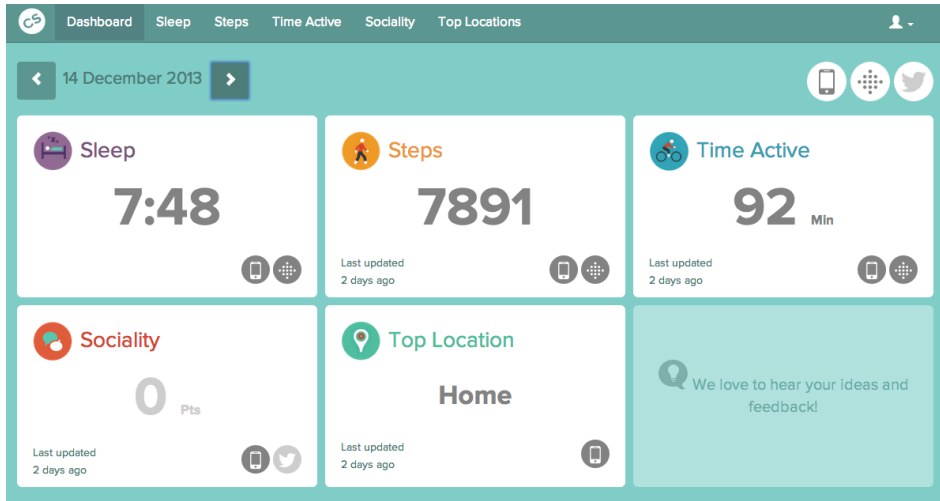 CS Dashboard Sleep Steps Time Active Sociality Top Locations
14 December 2013
Sleep
7:48
Steps
7891
Last updated
2 days ago
Time Active
92 Min
Last updated
2 days ago
Sociality
0 Pts
Last updated
2 days ago
Top Location
Home
Last updated
2 days ago
We love to hear your ideas and
feedback!